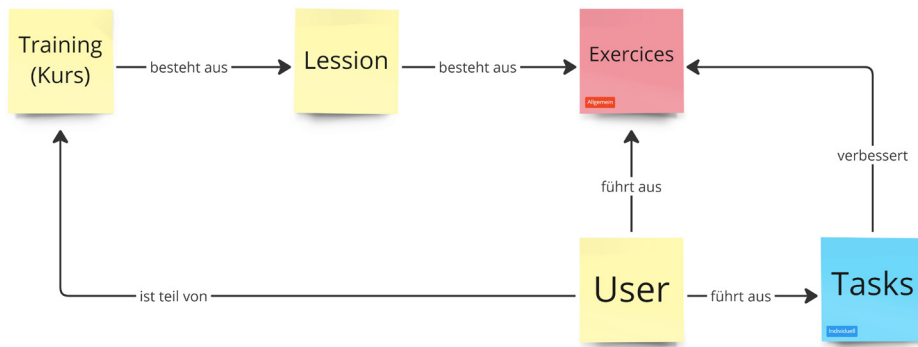 Training
(Kurs)
besteht aus
Lession
besteht aus
Exercices
Allgemein
verbessert
führt aus
ist teil von
User
führt aus
Tasks
Individuell